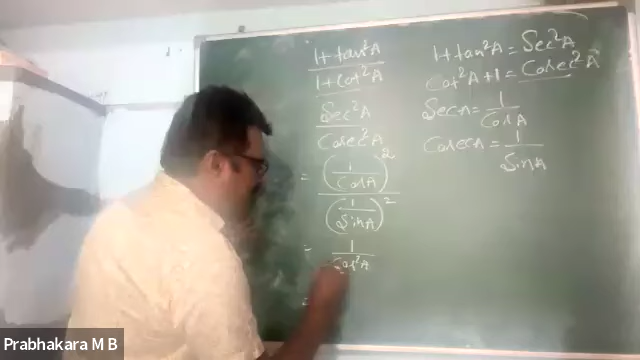 1+tan²A
1+Cot²A
Sec²A
Cosec²A
= (1/CosA)²
(1/SinA)²
= 1
Cos²A
=
1+tan²A = Sec²A
Cot²A+1 = Cosec²A
SecA = 1/CosA
CosecA = 1/SinA
Prabhakara M B